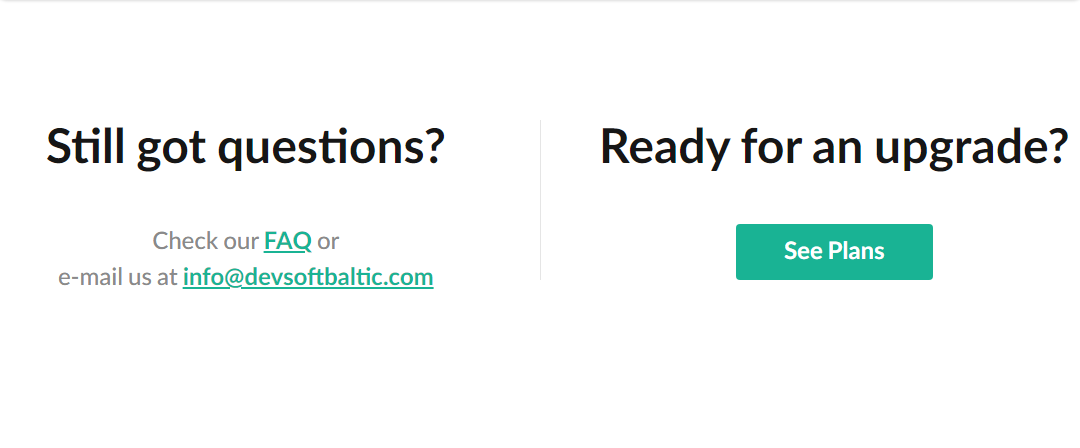 Still got questions?
Check our FAQ or
e-mail us at info@devsoftbaltic.com
Ready for an upgrade?
See Plans